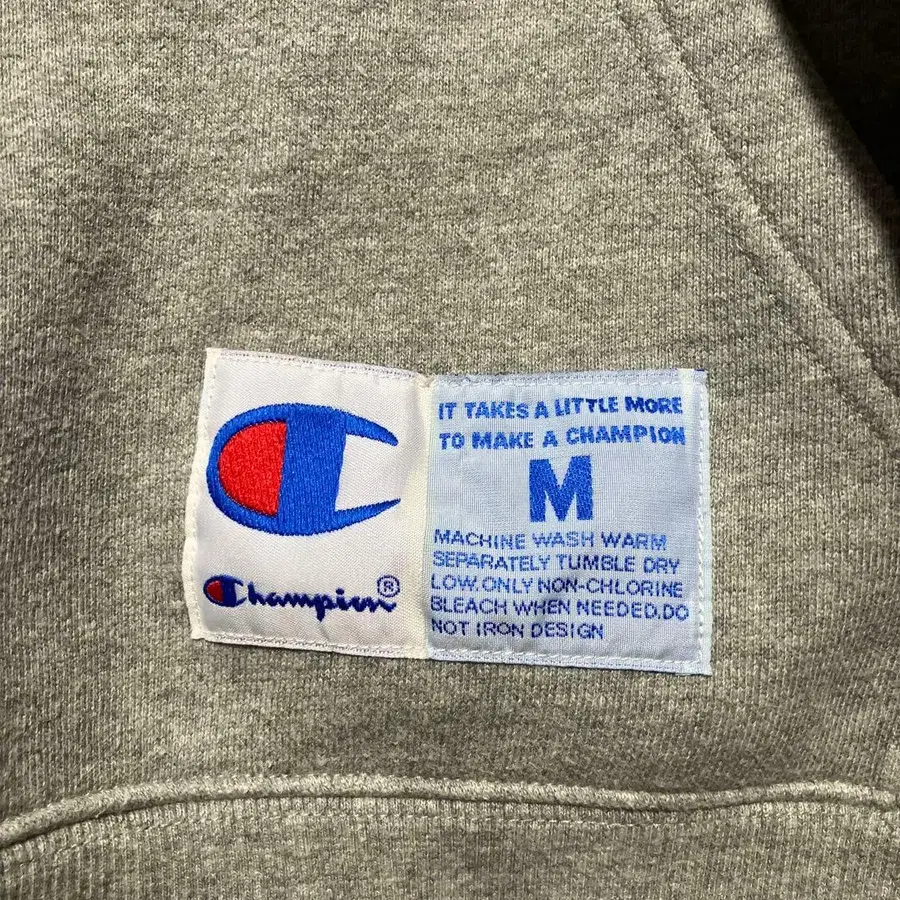 Champion®
IT TAKES A LITTLE MORE
TO MAKE A CHAMPION
M
MACHINE WASH WARM
SEPARATELY TUMBLE DRY
LOW.ONLY NON-CHLORINE
BLEACH WHEN NEEDED.DO
NOT IRON DESIGN